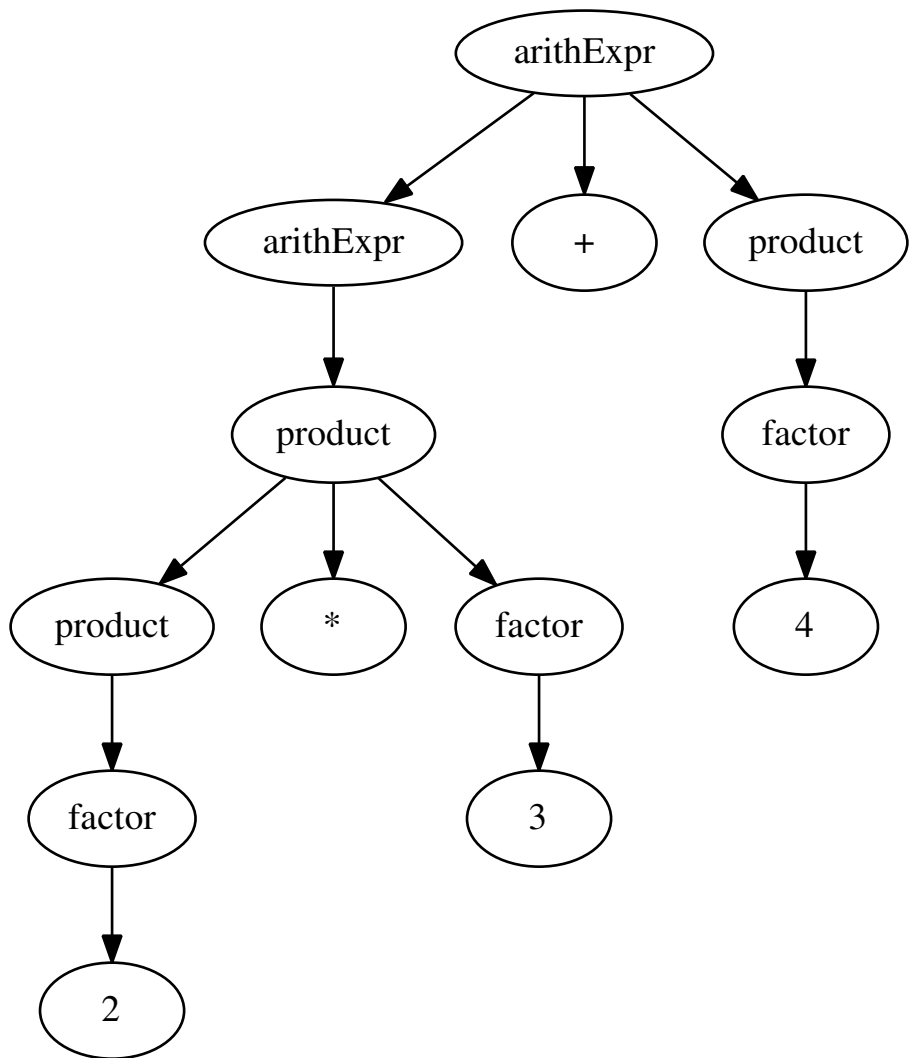 arithExpr
arithExpr + product
product factor
product * factor 4
factor 3
2